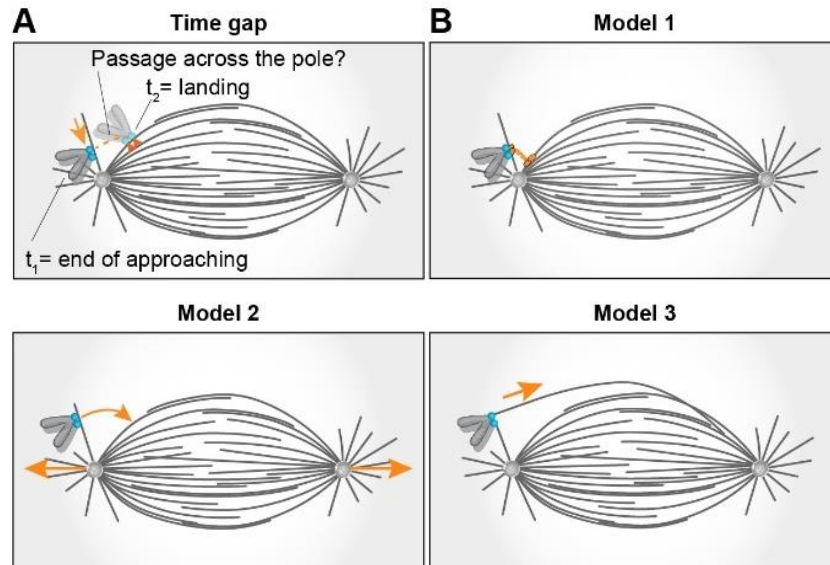 A
Time gap
Passage across the pole?
t₂= landing
t₁= end of approaching
B
Model 1
Model 2
Model 3